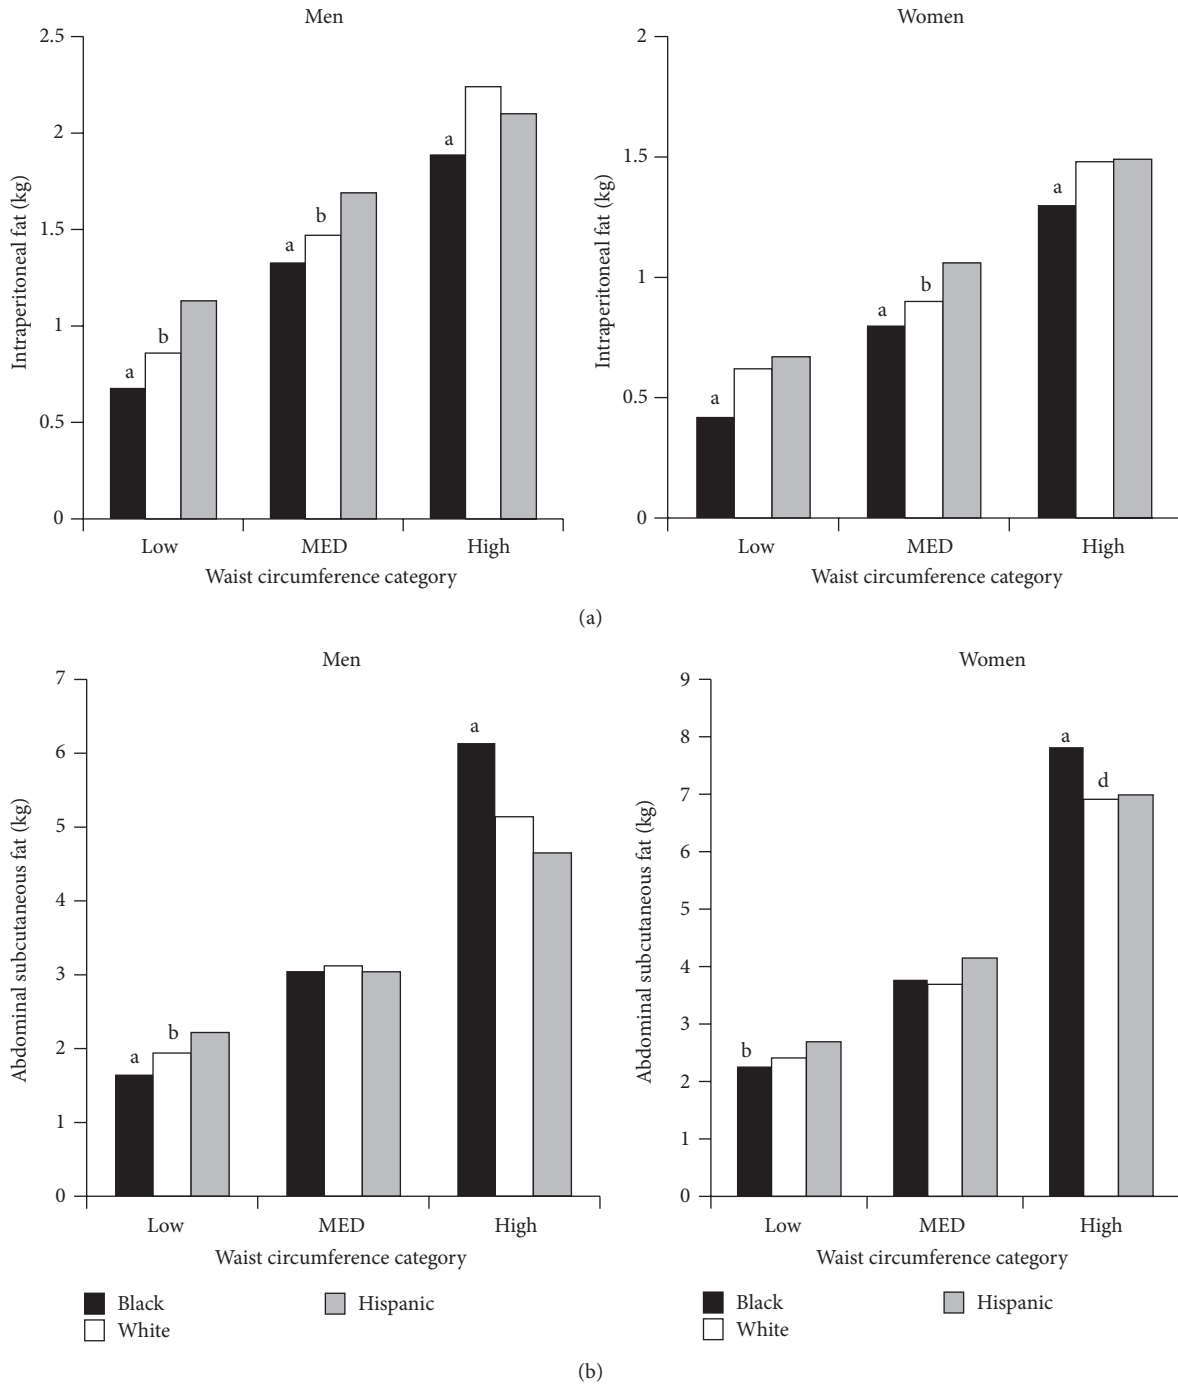 Men
2.5
2
1.5
1
0.5
0
Intraperitoneal fat (kg)
a
b
a
b
a
Low MED High
Waist circumference category
Women
2
1.5
1
0.5
0
Intraperitoneal fat (kg)
a
a
b
a
Low MED High
Waist circumference category
(a)
Men
7
6
5
4
3
2
1
0
Abdominal subcutaneous fat (kg)
a
b
a
Low MED High
Waist circumference category
Black Hispanic
White
Women
9
8
7
6
5
4
3
2
1
0
Abdominal subcutaneous fat (kg)
b
a
d
Low MED High
Waist circumference category
Black Hispanic
White
(b)